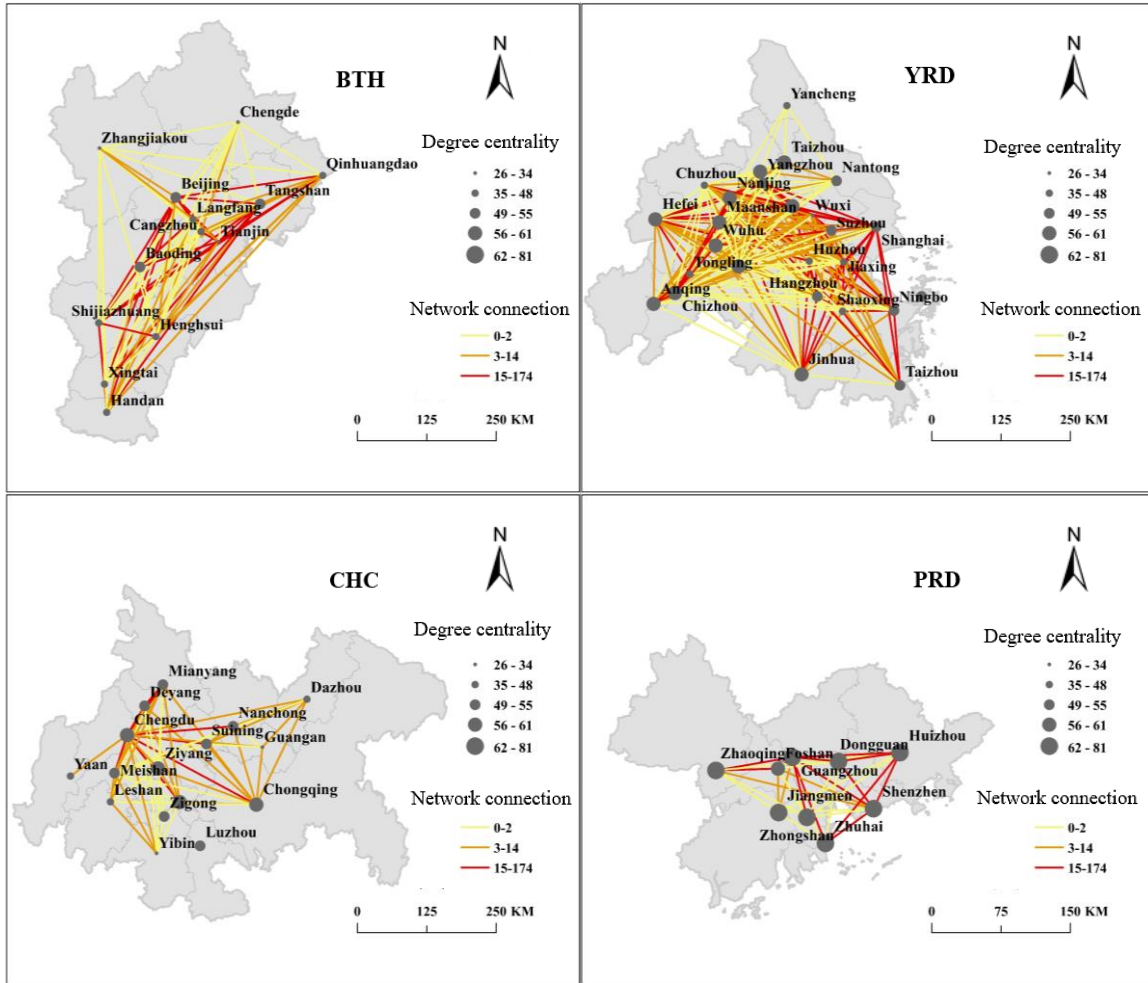 N
BTH
Chengde
Zhangjiakou
Qinhuangdao
Beijing
Tangshan
Langfang
Cangzhou
Tianjin
Baoding
Shijiazhuang
Henghsui
Xingtai
Handan
Degree centrality
26 - 34
35 - 48
49 - 55
56 - 61
62 - 81
Network connection
0-2
3-14
15-174
0 125 250 KM
N
YRD
Yancheng
Taizhou
Yangzhou
Nantong
Chuzhou
Nanjing
Maanshan
Wuxi
Hefei
Suzhou
Wuhu
Shanghai
Huzhou
Tongling
Jiaxing
Hangzhou
Anqing
Shaoxing
Ningbo
Chizhou
Jinhua
Taizhou
Degree centrality
26 - 34
35 - 48
49 - 55
56 - 61
62 - 81
Network connection
0-2
3-14
15-174
0 125 250 KM
N
CHC
Mianyang
Deyang
Dazhou
Chengdu
Nanchong
Suining
Guangan
Ziyang
Yaan
Meishan
Leshan
Chongqing
Zigong
Luzhou
Yibin
Degree centrality
26 - 34
35 - 48
49 - 55
56 - 61
62 - 81
Network connection
0-2
3-14
15-174
0 125 250 KM
N
PRD
Huizhou
Dongguan
Zhaoqing
Foshan
Guangzhou
Shenzhen
Jiangmen
Zhuhai
Zhongshan
Degree centrality
26 - 34
35 - 48
49 - 55
56 - 61
62 - 81
Network connection
0-2
3-14
15-174
0 75 150 KM